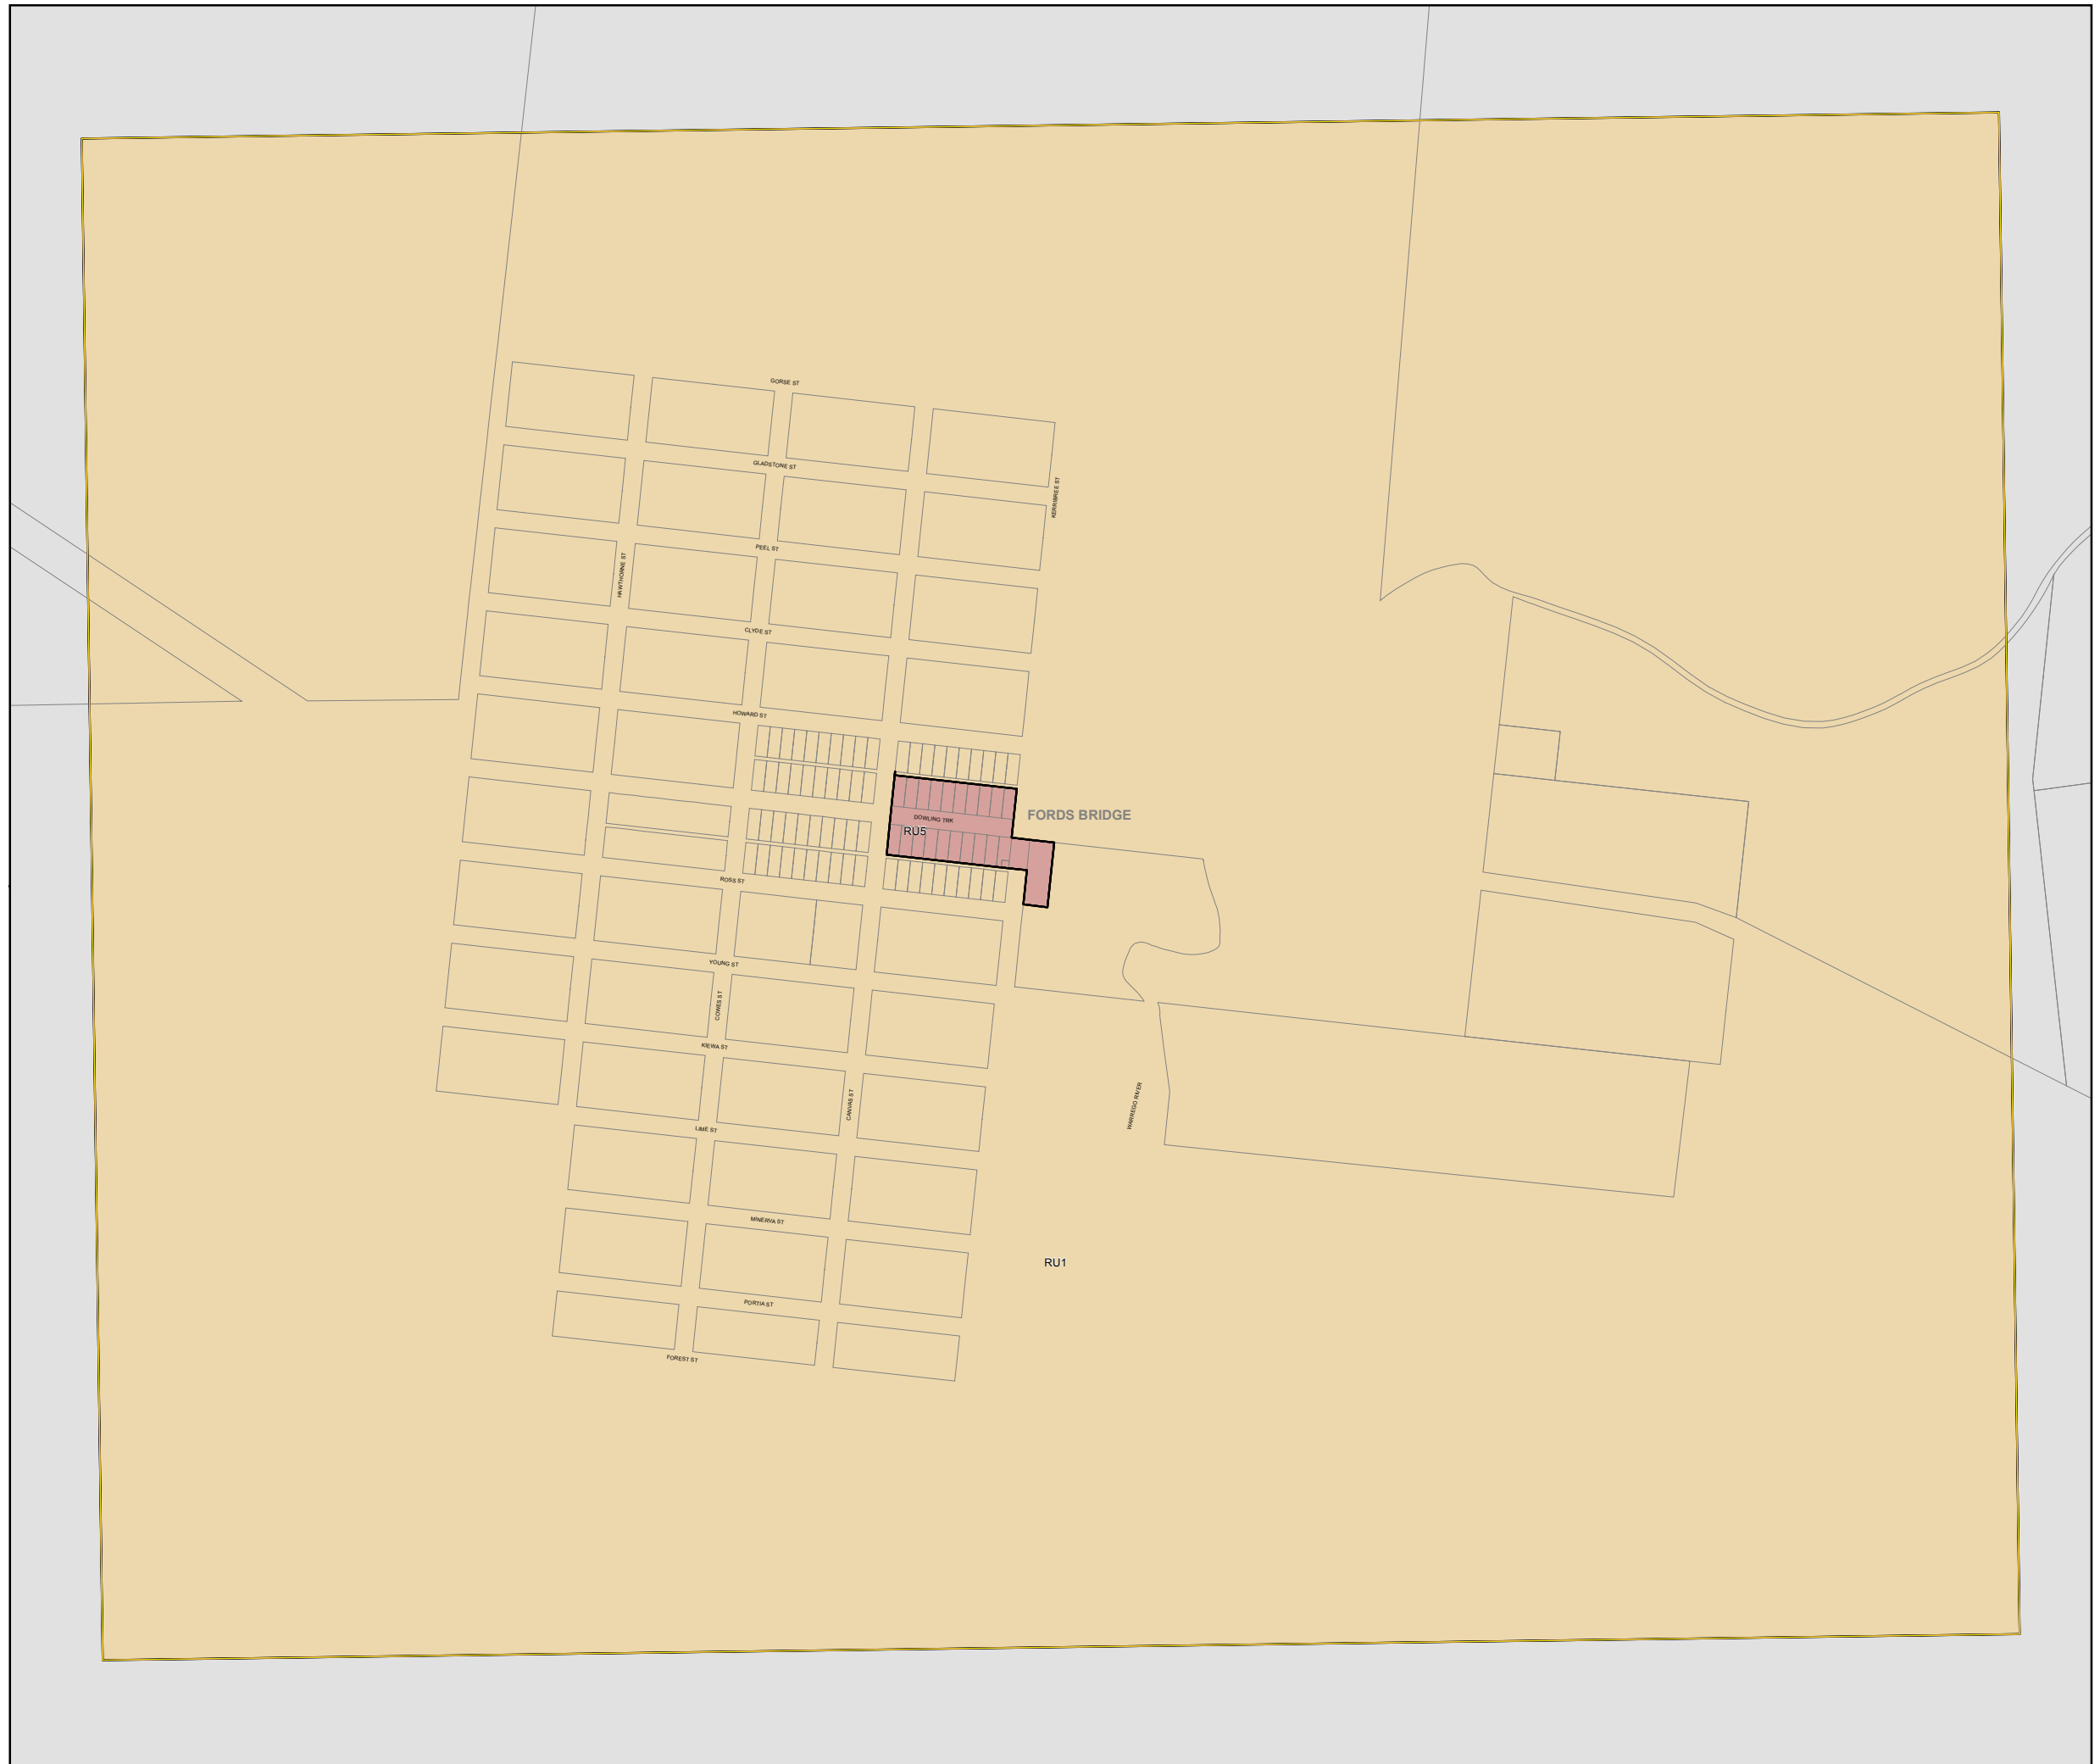 GORSE ST
GLADSTONE ST
KERRIBREE ST
PEEL ST
HAWTHORNE ST
CLYDE ST
HOWARD ST
FORDS BRIDGE
DOWLING TRK
RU5
ROSS ST
YOUNG ST
COWES ST
KIEWA ST
CANVAS ST
WARREGO RIVER
LIME ST
MINERVA ST
RU1
PORTIA ST
FOREST ST